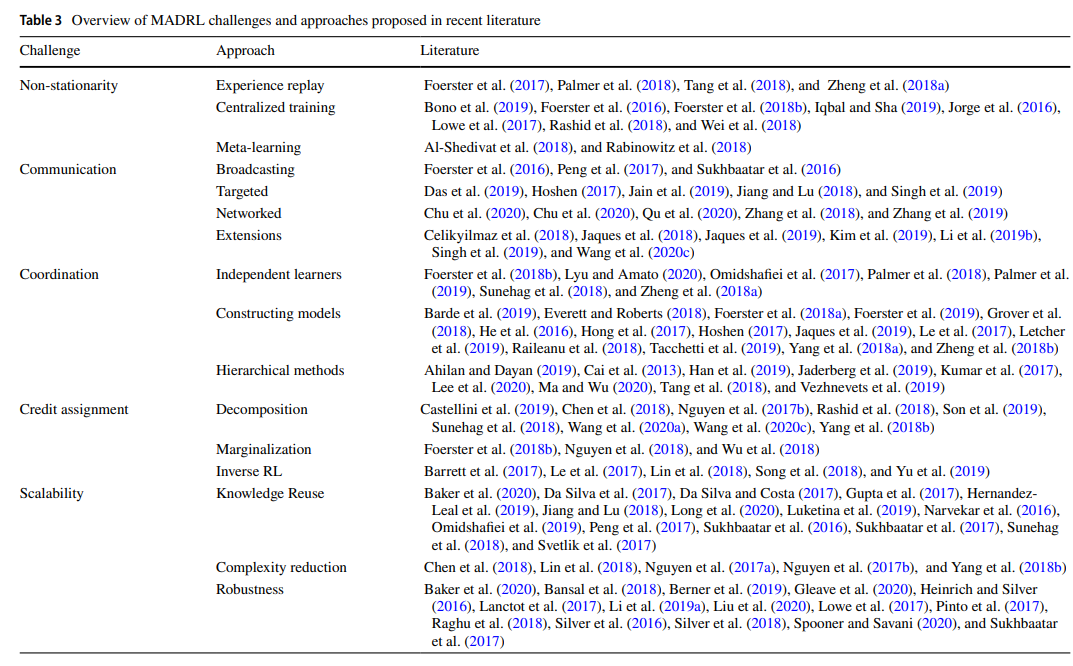 Table 3 Overview of MADRL challenges and approaches proposed in recent literature
Challenge Approach Literature
Non-stationarity Experience replay Foerster et al. (2017), Palmer et al. (2018), Tang et al. (2018), and Zheng et al. (2018a)
Centralized training Bono et al. (2019), Foerster et al. (2016), Foerster et al. (2018b), Iqbal and Sha (2019), Jorge et al. (2016),
Lowe et al. (2017), Rashid et al. (2018), and Wei et al. (2018)
Meta-learning Al-Shedivat et al. (2018), and Rabinowitz et al. (2018)
Communication Broadcasting Foerster et al. (2016), Peng et al. (2017), and Sukhbaatar et al. (2016)
Targeted Das et al. (2019), Hoshen (2017), Jain et al. (2019), Jiang and Lu (2018), and Singh et al. (2019)
Networked Chu et al. (2020), Chu et al. (2020), Qu et al. (2020), Zhang et al. (2018), and Zhang et al. (2019)
Extensions Celikyilmaz et al. (2018), Jaques et al. (2018), Jaques et al. (2019), Kim et al. (2019), Li et al. (2019b),
Singh et al. (2019), and Wang et al. (2020c)
Coordination Independent learners Foerster et al. (2018b), Lyu and Amato (2020), Omidshafiei et al. (2017), Palmer et al. (2018), Palmer et al.
(2019), Sunehag et al. (2018), and Zheng et al. (2018a)
Constructing models Barde et al. (2019), Everett and Roberts (2018), Foerster et al. (2018a), Foerster et al. (2019), Grover et al.
(2018), He et al. (2016), Hong et al. (2017), Hoshen (2017), Jaques et al. (2019), Le et al. (2017), Letcher
et al. (2019), Raileanu et al. (2018), Tacchetti et al. (2019), Yang et al. (2018a), and Zheng et al. (2018b)
Hierarchical methods Ahilan and Dayan (2019), Cai et al. (2013), Han et al. (2019), Jaderberg et al. (2019), Kumar et al. (2017),
Lee et al. (2020), Ma and Wu (2020), Tang et al. (2018), and Vezhnevets et al. (2019)
Credit assignment Decomposition Castellini et al. (2019), Chen et al. (2018), Nguyen et al. (2017b), Rashid et al. (2018), Son et al. (2019),
Sunehag et al. (2018), Wang et al. (2020a), Wang et al. (2020c), Yang et al. (2018b)
Marginalization Foerster et al. (2018b), Nguyen et al. (2018), and Wu et al. (2018)
Inverse RL Barrett et al. (2017), Le et al. (2017), Lin et al. (2018), Song et al. (2018), and Yu et al. (2019)
Scalability Knowledge Reuse Baker et al. (2020), Da Silva et al. (2017), Da Silva and Costa (2017), Gupta et al. (2017), Hernandez-
Leal et al. (2019), Jiang and Lu (2018), Long et al. (2020), Luketina et al. (2019), Narvekar et al. (2016),
Omidshafiei et al. (2019), Peng et al. (2017), Sukhbaatar et al. (2016), Sukhbaatar et al. (2017), Sunehag
et al. (2018), and Svetlik et al. (2017)
Complexity reduction Chen et al. (2018), Lin et al. (2018), Nguyen et al. (2017a), Nguyen et al. (2017b), and Yang et al. (2018b)
Robustness Baker et al. (2020), Bansal et al. (2018), Berner et al. (2019), Gleave et al. (2020), Heinrich and Silver
(2016), Lanctot et al. (2017), Li et al. (2019a), Liu et al. (2020), Lowe et al. (2017), Pinto et al. (2017),
Raghu et al. (2018), Silver et al. (2016), Silver et al. (2018), Spooner and Savani (2020), and Sukhbaatar
et al. (2017)